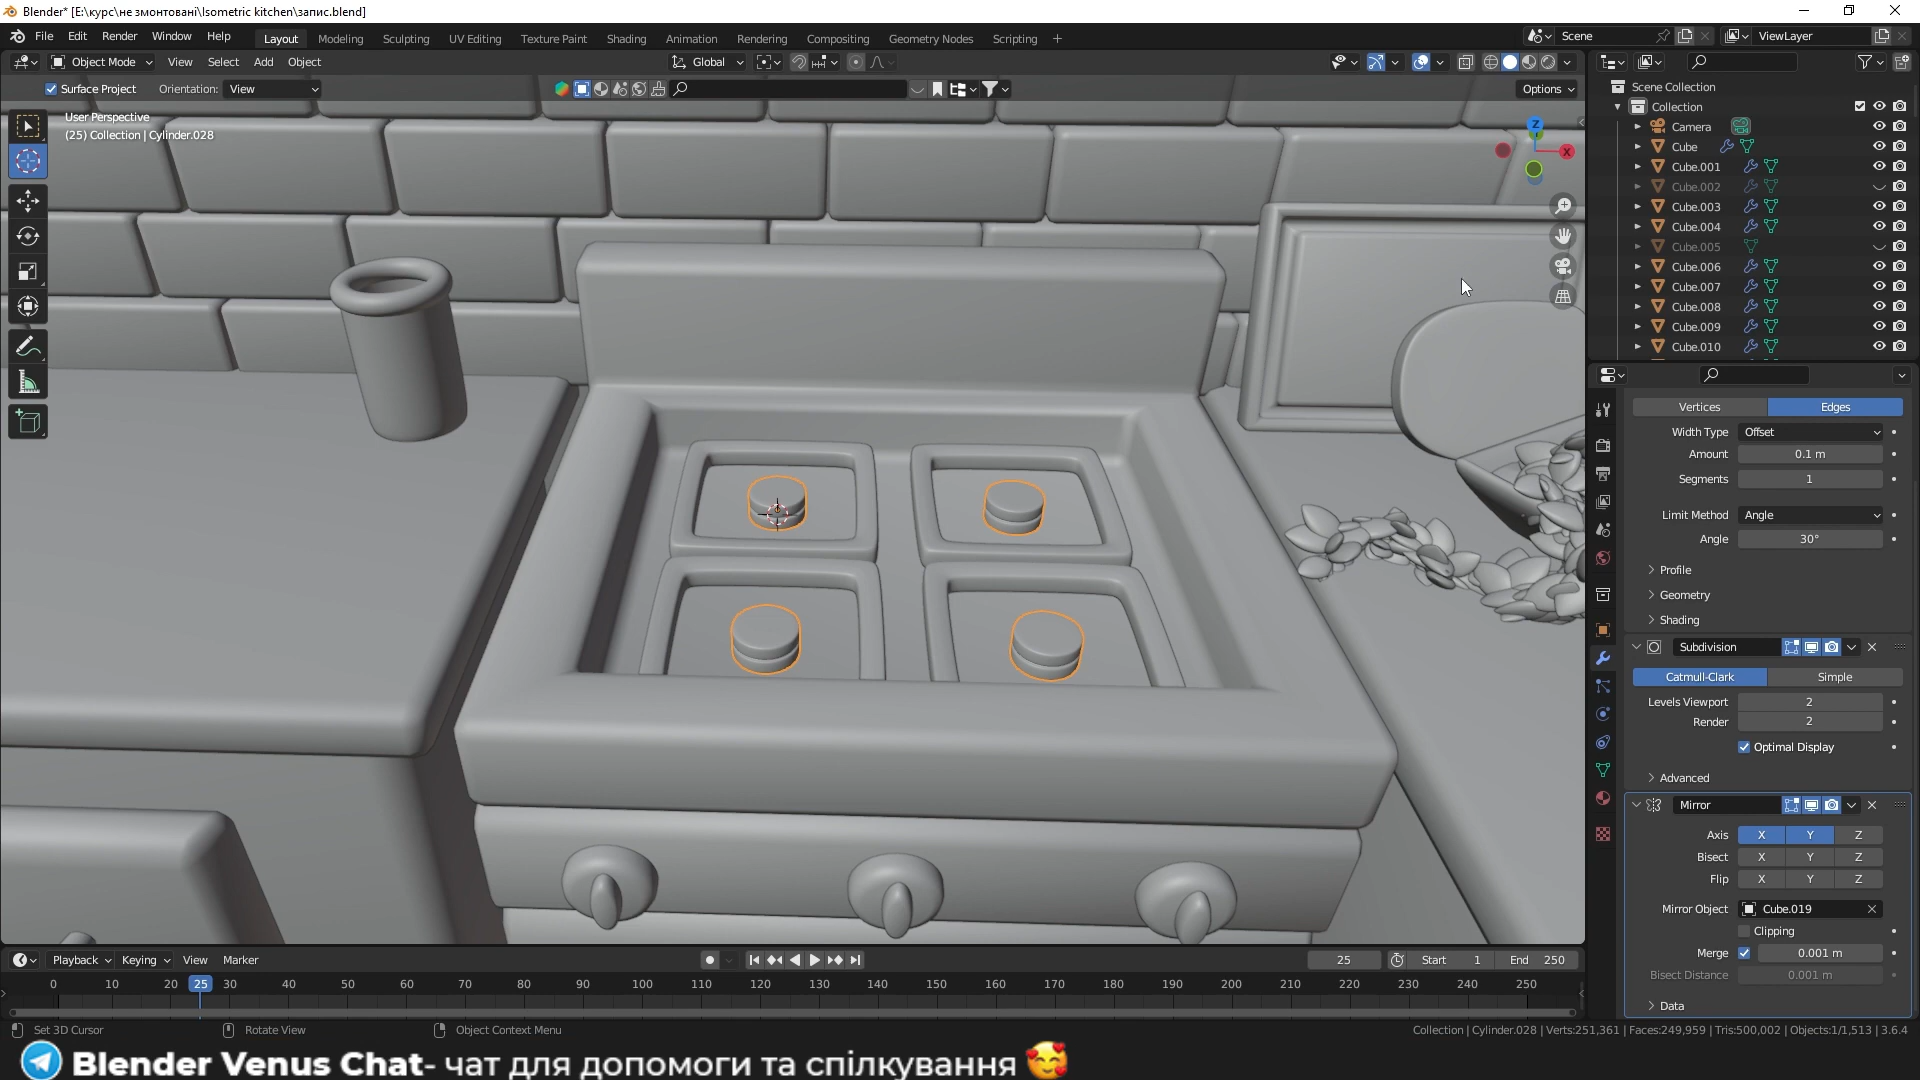 Blender* [E:\курс\не змонтовані\Isometric kitchen\запис.blend]
File Edit Render Window Help Layout Modeling Sculpting UV Editing Texture Paint Shading Animation Rendering Compositing Geometry Nodes Scripting + Scene ViewLayer
Object Mode View Select Add Object Global
Surface Project Orientation: View Options
User Perspective
(25) Collection | Cylinder.028
Z
X
Scene Collection
Collection
Camera
Cube
Cube.001
Cube.002
Cube.003
Cube.004
Cube.005
Cube.006
Cube.007
Cube.008
Cube.009
Cube.010
Vertices Edges
Width Type Offset
Amount 0.1 m
Segments 1
Limit Method Angle
Angle 30°
Profile
Geometry
Shading
Subdivision
Catmull-Clark Simple
Levels Viewport 2
Render 2
Optimal Display
Advanced
Mirror
Axis X Y Z
Bisect X Y Z
Flip X Y Z
Mirror Object Cube.019
Clipping
Merge 0.001 m
Bisect Distance 0.001 m
Data
Playback Keying View Marker 25 Start 1 End 250
0 10 20 25 30 40 50 60 70 80 90 100 110 120 130 140 150 160 170 180 190 200 210 220 230 240 250
Set 3D Cursor Rotate View Object Context Menu Collection | Cylinder.028 | Verts:251,361 | Faces:249,959 | Tris:500,002 | Objects:1/1,513 | 3.6.4
Blender Venus Chat- чат для допомоги та спілкування 🥰